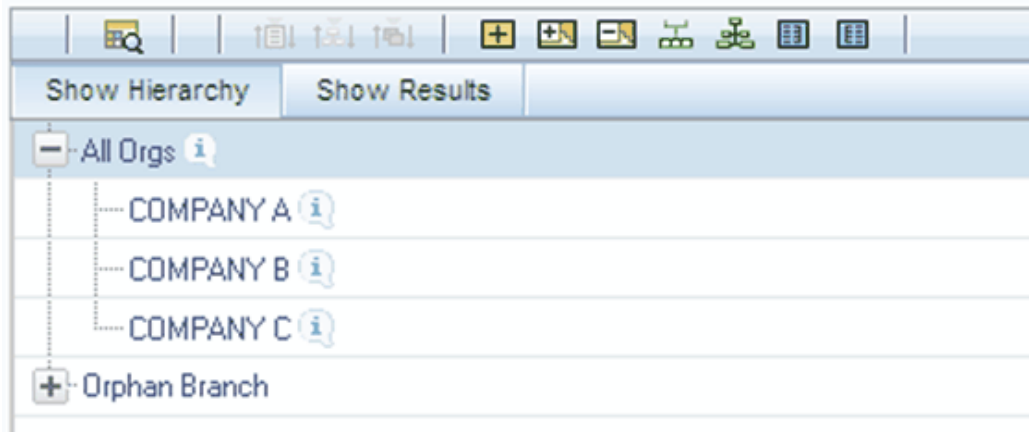 Show Hierarchy Show Results
All Orgs
COMPANY A
COMPANY B
COMPANY C
Orphan Branch